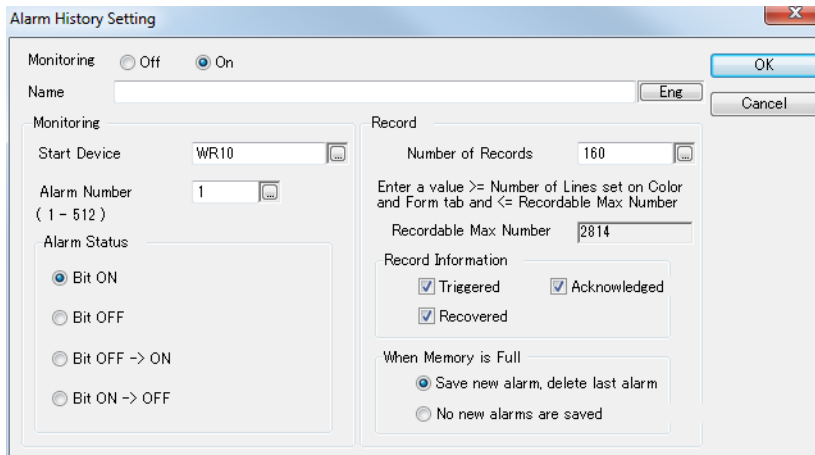 Alarm History Setting
Monitoring Off On
OK
Name Eng
Cancel
Monitoring
Start Device WR10
Alarm Number 1
( 1 - 512 )
Alarm Status
Bit ON
Bit OFF
Bit OFF -> ON
Bit ON -> OFF
Record
Number of Records 160
Enter a value >= Number of Lines set on Color
and Form tab and <= Recordable Max Number
Recordable Max Number 2814
Record Information
Triggered Acknowledged
Recovered
When Memory is Full
Save new alarm, delete last alarm
No new alarms are saved